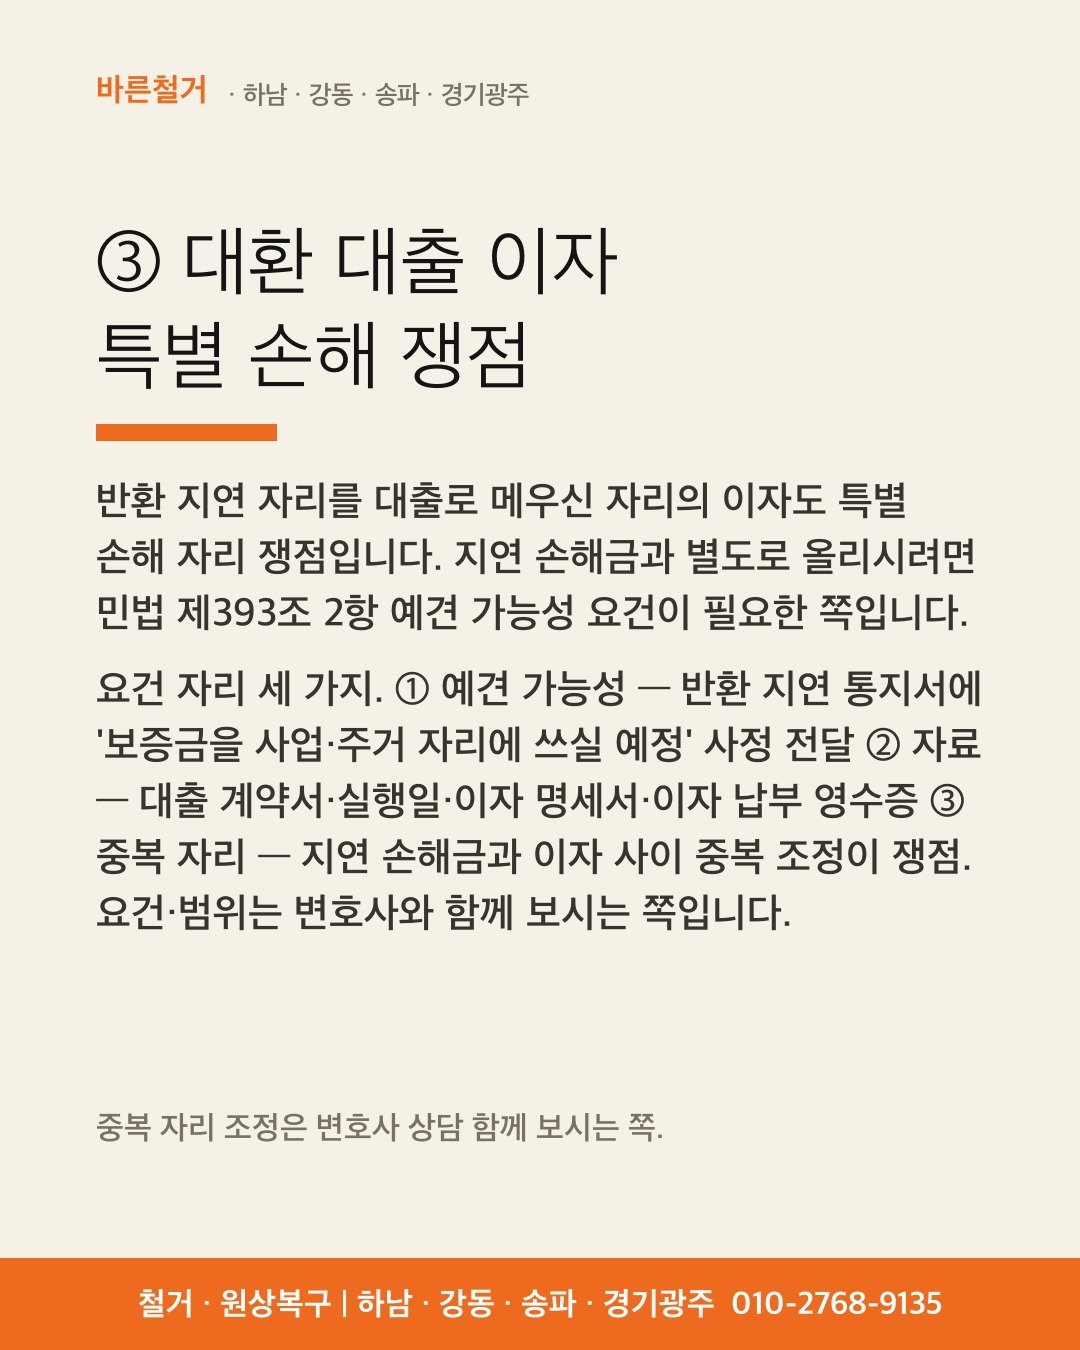 바른철거 · 하남 · 강동 · 송파 · 경기광주
③ 대환 대출 이자
특별 손해 쟁점
반환 지연 자리를 대출로 메우신 자리의 이자도 특별
손해 자리 쟁점입니다. 지연 손해금과 별도로 올리시려면
민법 제393조 2항 예견 가능성 요건이 필요한 쪽입니다.
요건 자리 세 가지. ① 예견 가능성 — 반환 지연 통지서에
'보증금을 사업·주거 자리에 쓰실 예정' 사정 전달 ② 자료
— 대출 계약서·실행일·이자 명세서·이자 납부 영수증 ③
중복 자리 — 지연 손해금과 이자 사이 중복 조정이 쟁점.
요건·범위는 변호사와 함께 보시는 쪽입니다.
중복 자리 조정은 변호사 상담 함께 보시는 쪽.
철거 · 원상복구 | 하남 · 강동 · 송파 · 경기광주 010-2768-9135